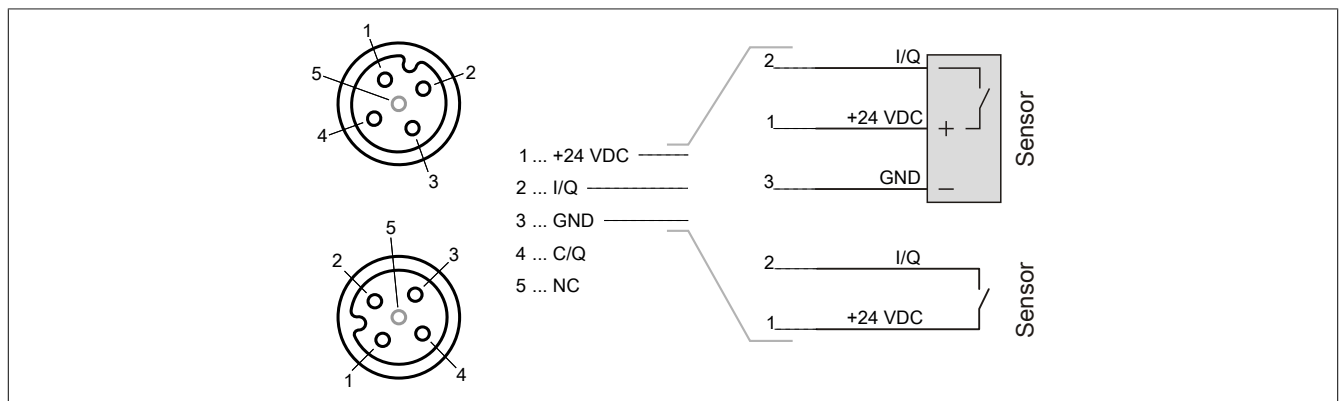 1
5
2
4
3
5
2
3
1
4
1 ... +24 VDC
2 ... I/Q
3 ... GND
4 ... C/Q
5 ... NC
2 I/Q
1 +24 VDC
3 GND
Sensor
2 I/Q
1 +24 VDC
Sensor